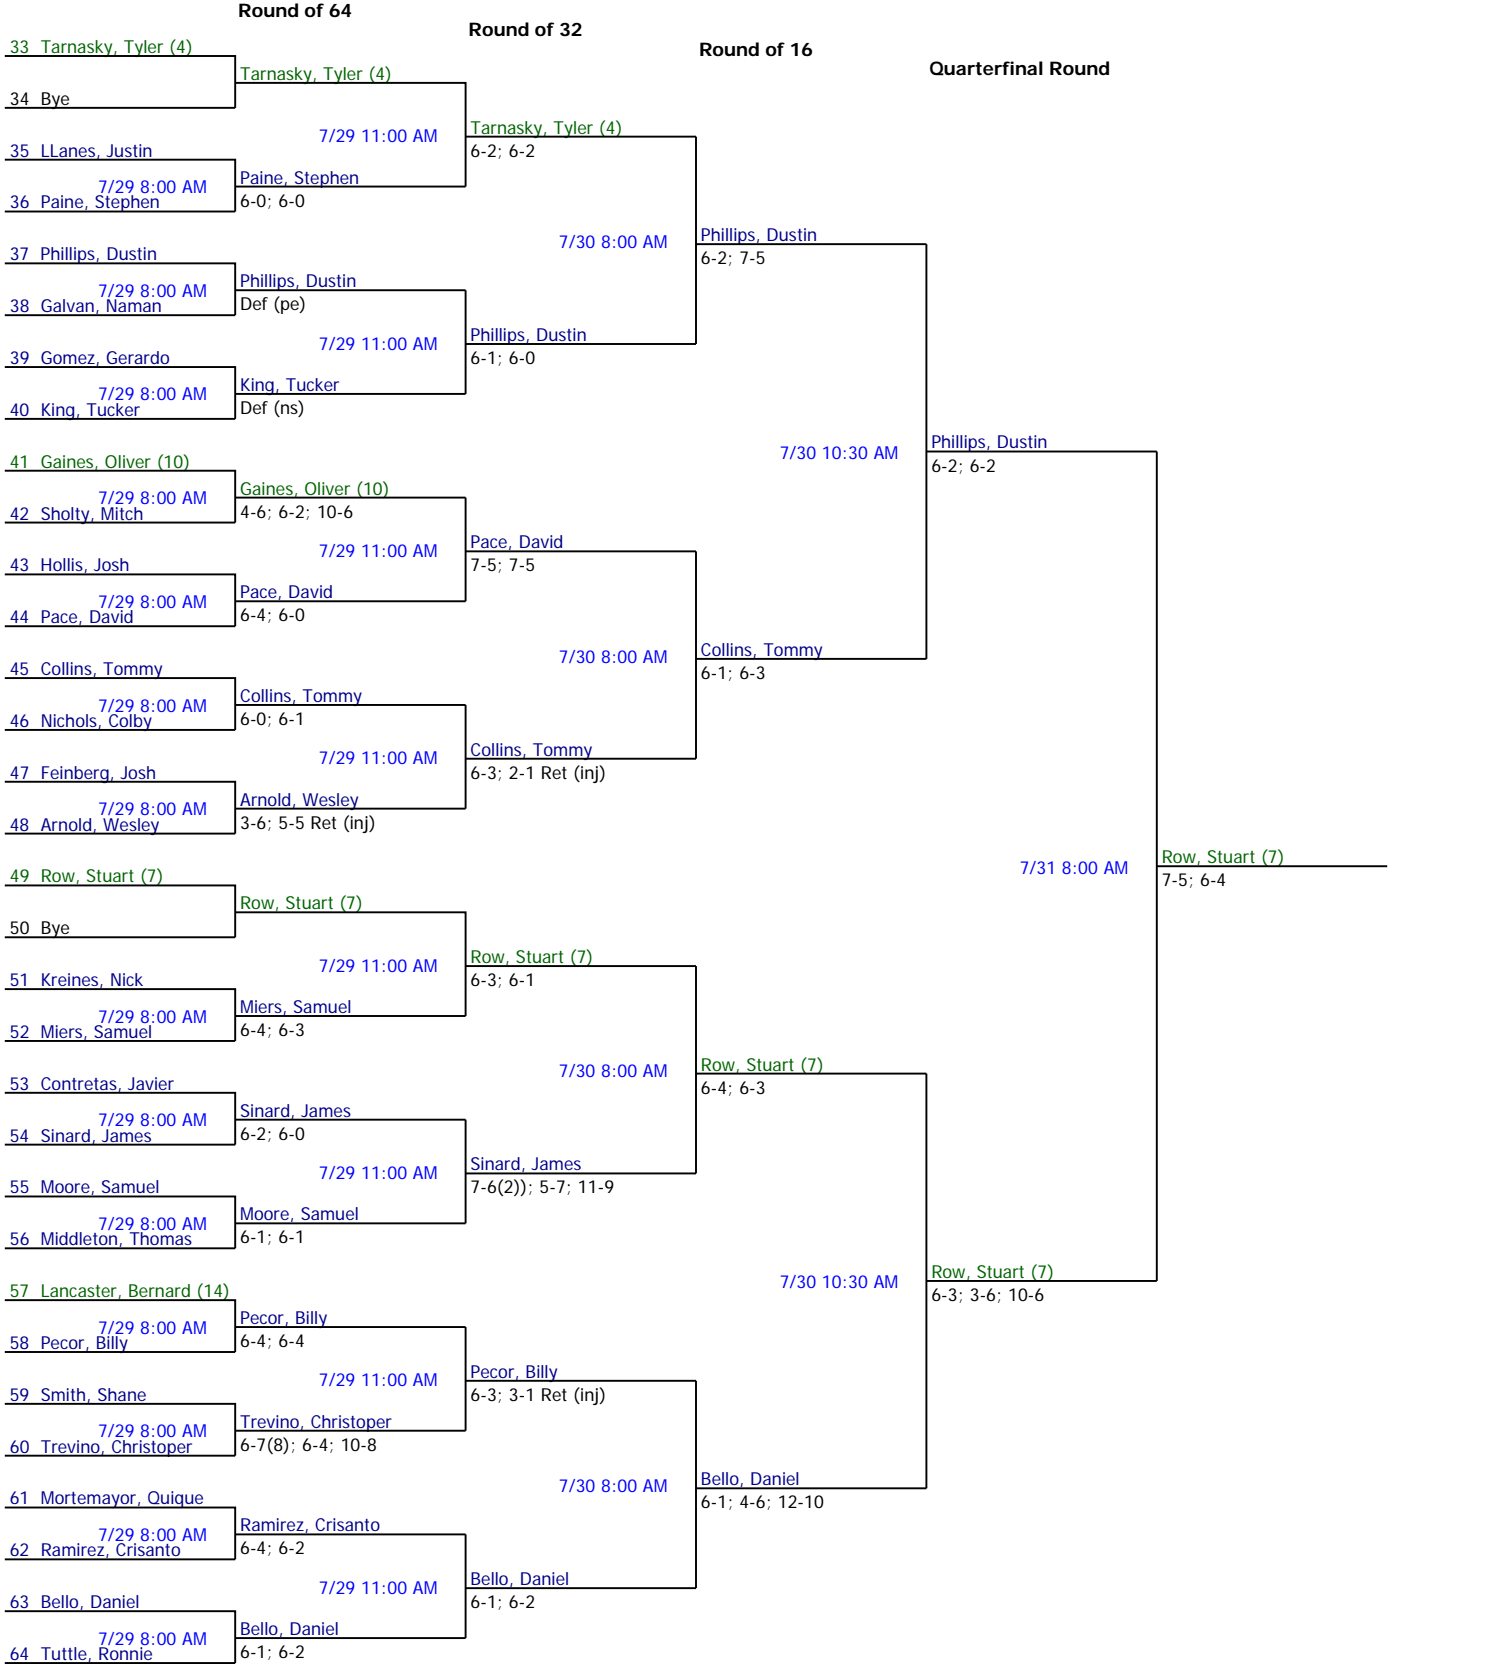 Round of 64
Round of 32
Round of 16
Quarterfinal Round
33 Tarnasky, Tyler (4)
Tarnasky, Tyler (4)
34 Bye
7/29 11:00 AM
Tarnasky, Tyler (4)
6-2; 6-2
35 LLanes, Justin
7/29 8:00 AM
Paine, Stephen
6-0; 6-0
36 Paine, Stephen
7/30 8:00 AM
Phillips, Dustin
6-2; 7-5
37 Phillips, Dustin
7/29 8:00 AM
Phillips, Dustin
Def (pe)
38 Galvan, Naman
7/29 11:00 AM
Phillips, Dustin
6-1; 6-0
39 Gomez, Gerardo
7/29 8:00 AM
King, Tucker
Def (ns)
40 King, Tucker
7/30 10:30 AM
Phillips, Dustin
6-2; 6-2
41 Gaines, Oliver (10)
7/29 8:00 AM
Gaines, Oliver (10)
4-6; 6-2; 10-6
42 Sholty, Mitch
7/29 11:00 AM
Pace, David
7-5; 7-5
43 Hollis, Josh
7/29 8:00 AM
Pace, David
6-4; 6-0
44 Pace, David
7/30 8:00 AM
Collins, Tommy
6-1; 6-3
45 Collins, Tommy
7/29 8:00 AM
Collins, Tommy
6-0; 6-1
46 Nichols, Colby
7/29 11:00 AM
Collins, Tommy
6-3; 2-1 Ret (inj)
47 Feinberg, Josh
7/29 8:00 AM
Arnold, Wesley
3-6; 5-5 Ret (inj)
48 Arnold, Wesley
7/31 8:00 AM
Row, Stuart (7)
7-5; 6-4
49 Row, Stuart (7)
Row, Stuart (7)
50 Bye
7/29 11:00 AM
Row, Stuart (7)
6-3; 6-1
51 Kreines, Nick
7/29 8:00 AM
Miers, Samuel
6-4; 6-3
52 Miers, Samuel
7/30 8:00 AM
Row, Stuart (7)
6-4; 6-3
53 Contretas, Javier
7/29 8:00 AM
Sinard, James
6-2; 6-0
54 Sinard, James
7/29 11:00 AM
Sinard, James
7-6(2)); 5-7; 11-9
55 Moore, Samuel
7/29 8:00 AM
Moore, Samuel
6-1; 6-1
56 Middleton, Thomas
7/30 10:30 AM
Row, Stuart (7)
6-3; 3-6; 10-6
57 Lancaster, Bernard (14)
7/29 8:00 AM
Pecor, Billy
6-4; 6-4
58 Pecor, Billy
7/29 11:00 AM
Pecor, Billy
6-3; 3-1 Ret (inj)
59 Smith, Shane
7/29 8:00 AM
Trevino, Christoper
6-7(8); 6-4; 10-8
60 Trevino, Christoper
7/30 8:00 AM
Bello, Daniel
6-1; 4-6; 12-10
61 Mortemayor, Quique
7/29 8:00 AM
Ramirez, Crisanto
6-4; 6-2
62 Ramirez, Crisanto
7/29 11:00 AM
Bello, Daniel
6-1; 6-2
63 Bello, Daniel
7/29 8:00 AM
Bello, Daniel
6-1; 6-2
64 Tuttle, Ronnie